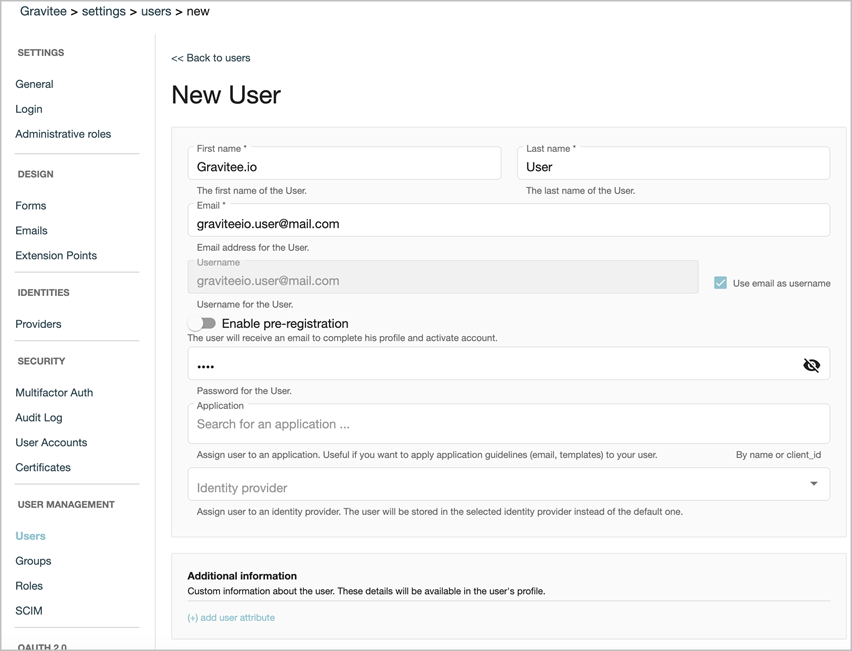 Gravitee > settings > users > new
SETTINGS
General
Login
Administrative roles
DESIGN
Forms
Emails
Extension Points
IDENTITIES
Providers
SECURITY
Multifactor Auth
Audit Log
User Accounts
Certificates
USER MANAGEMENT
Users
Groups
Roles
SCIM
OAUTH 2.0
<< Back to users
New User
First name *
Gravitee.io
The first name of the User.
Last name *
User
The last name of the User.
Email *
graviteeio.user@mail.com
Email address for the User.
Username
graviteeio.user@mail.com
Username for the User.
Use email as username
Enable pre-registration
The user will receive an email to complete his profile and activate account.
••••
Password for the User.
Application
Search for an application ...
Assign user to an application. Useful if you want to apply application guidelines (email, templates) to your user.
By name or client_id
Identity provider
Assign user to an identity provider. The user will be stored in the selected identity provider instead of the default one.
Additional information
Custom information about the user. These details will be available in the user's profile.
(+) add user attribute